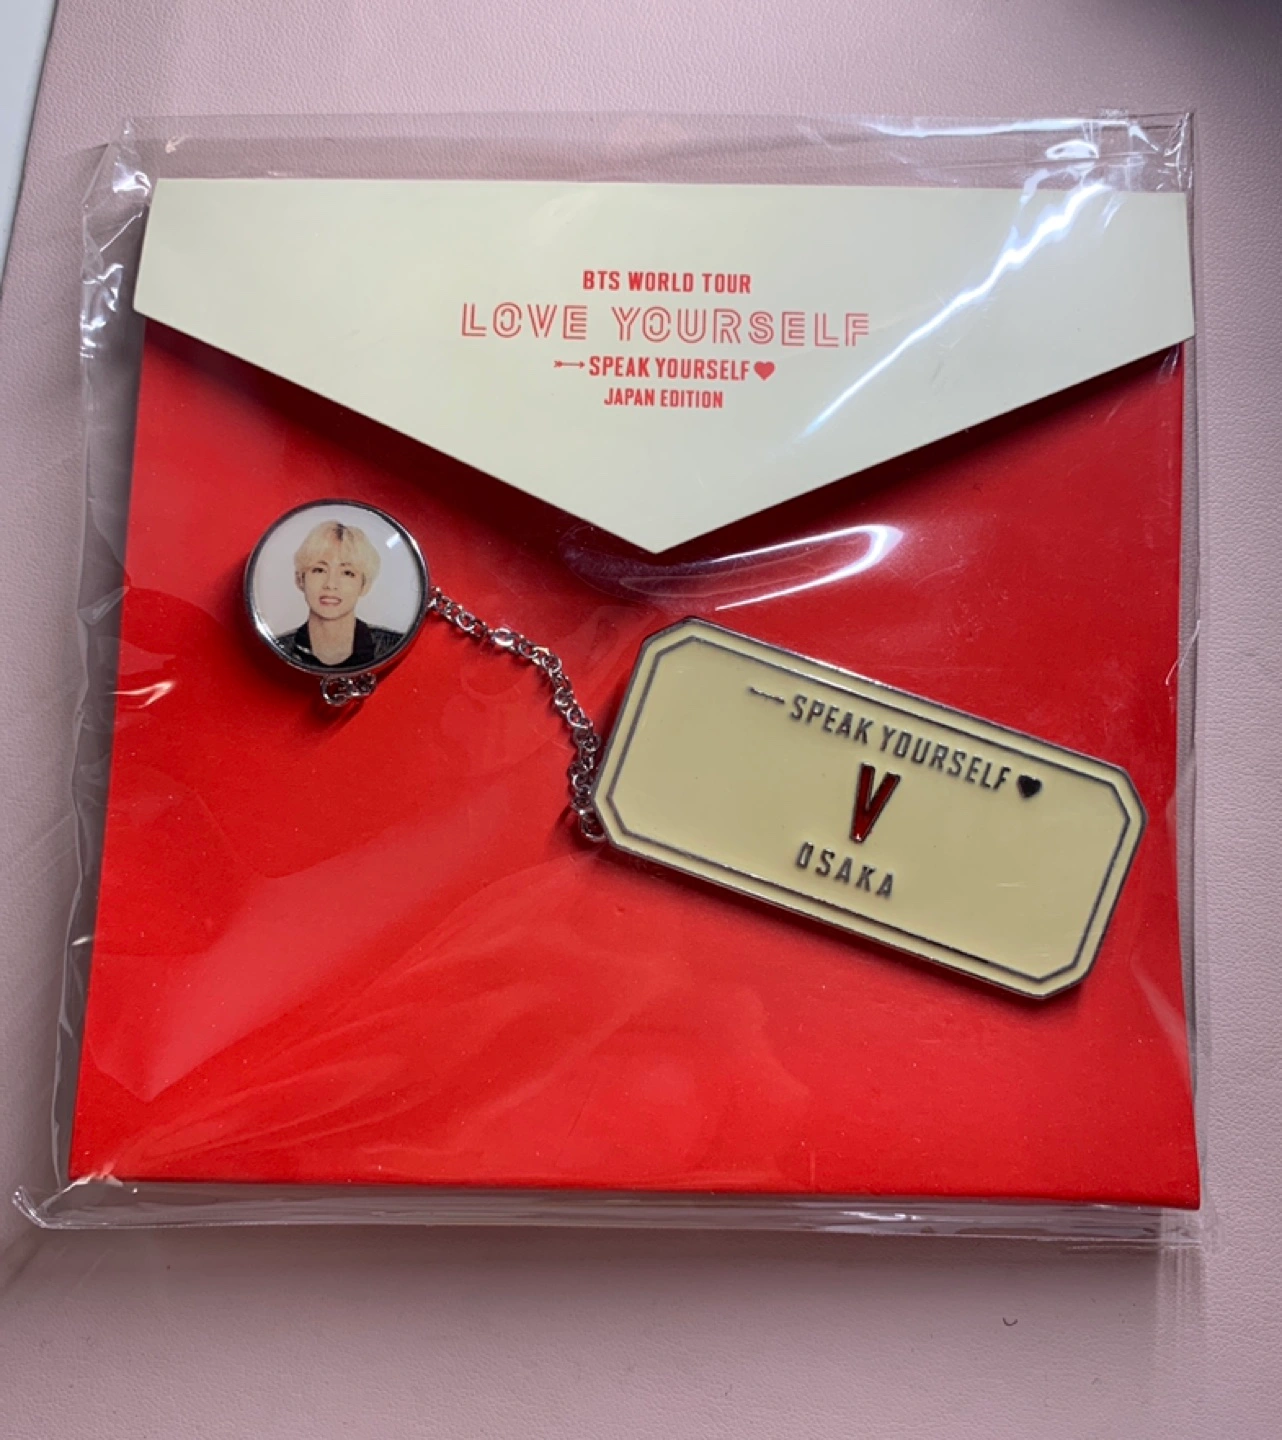 BTS WORLD TOUR
LOVE YOURSELF
SPEAK YOURSELF
JAPAN EDITION
SPEAK YOURSELF
V
OSAKA